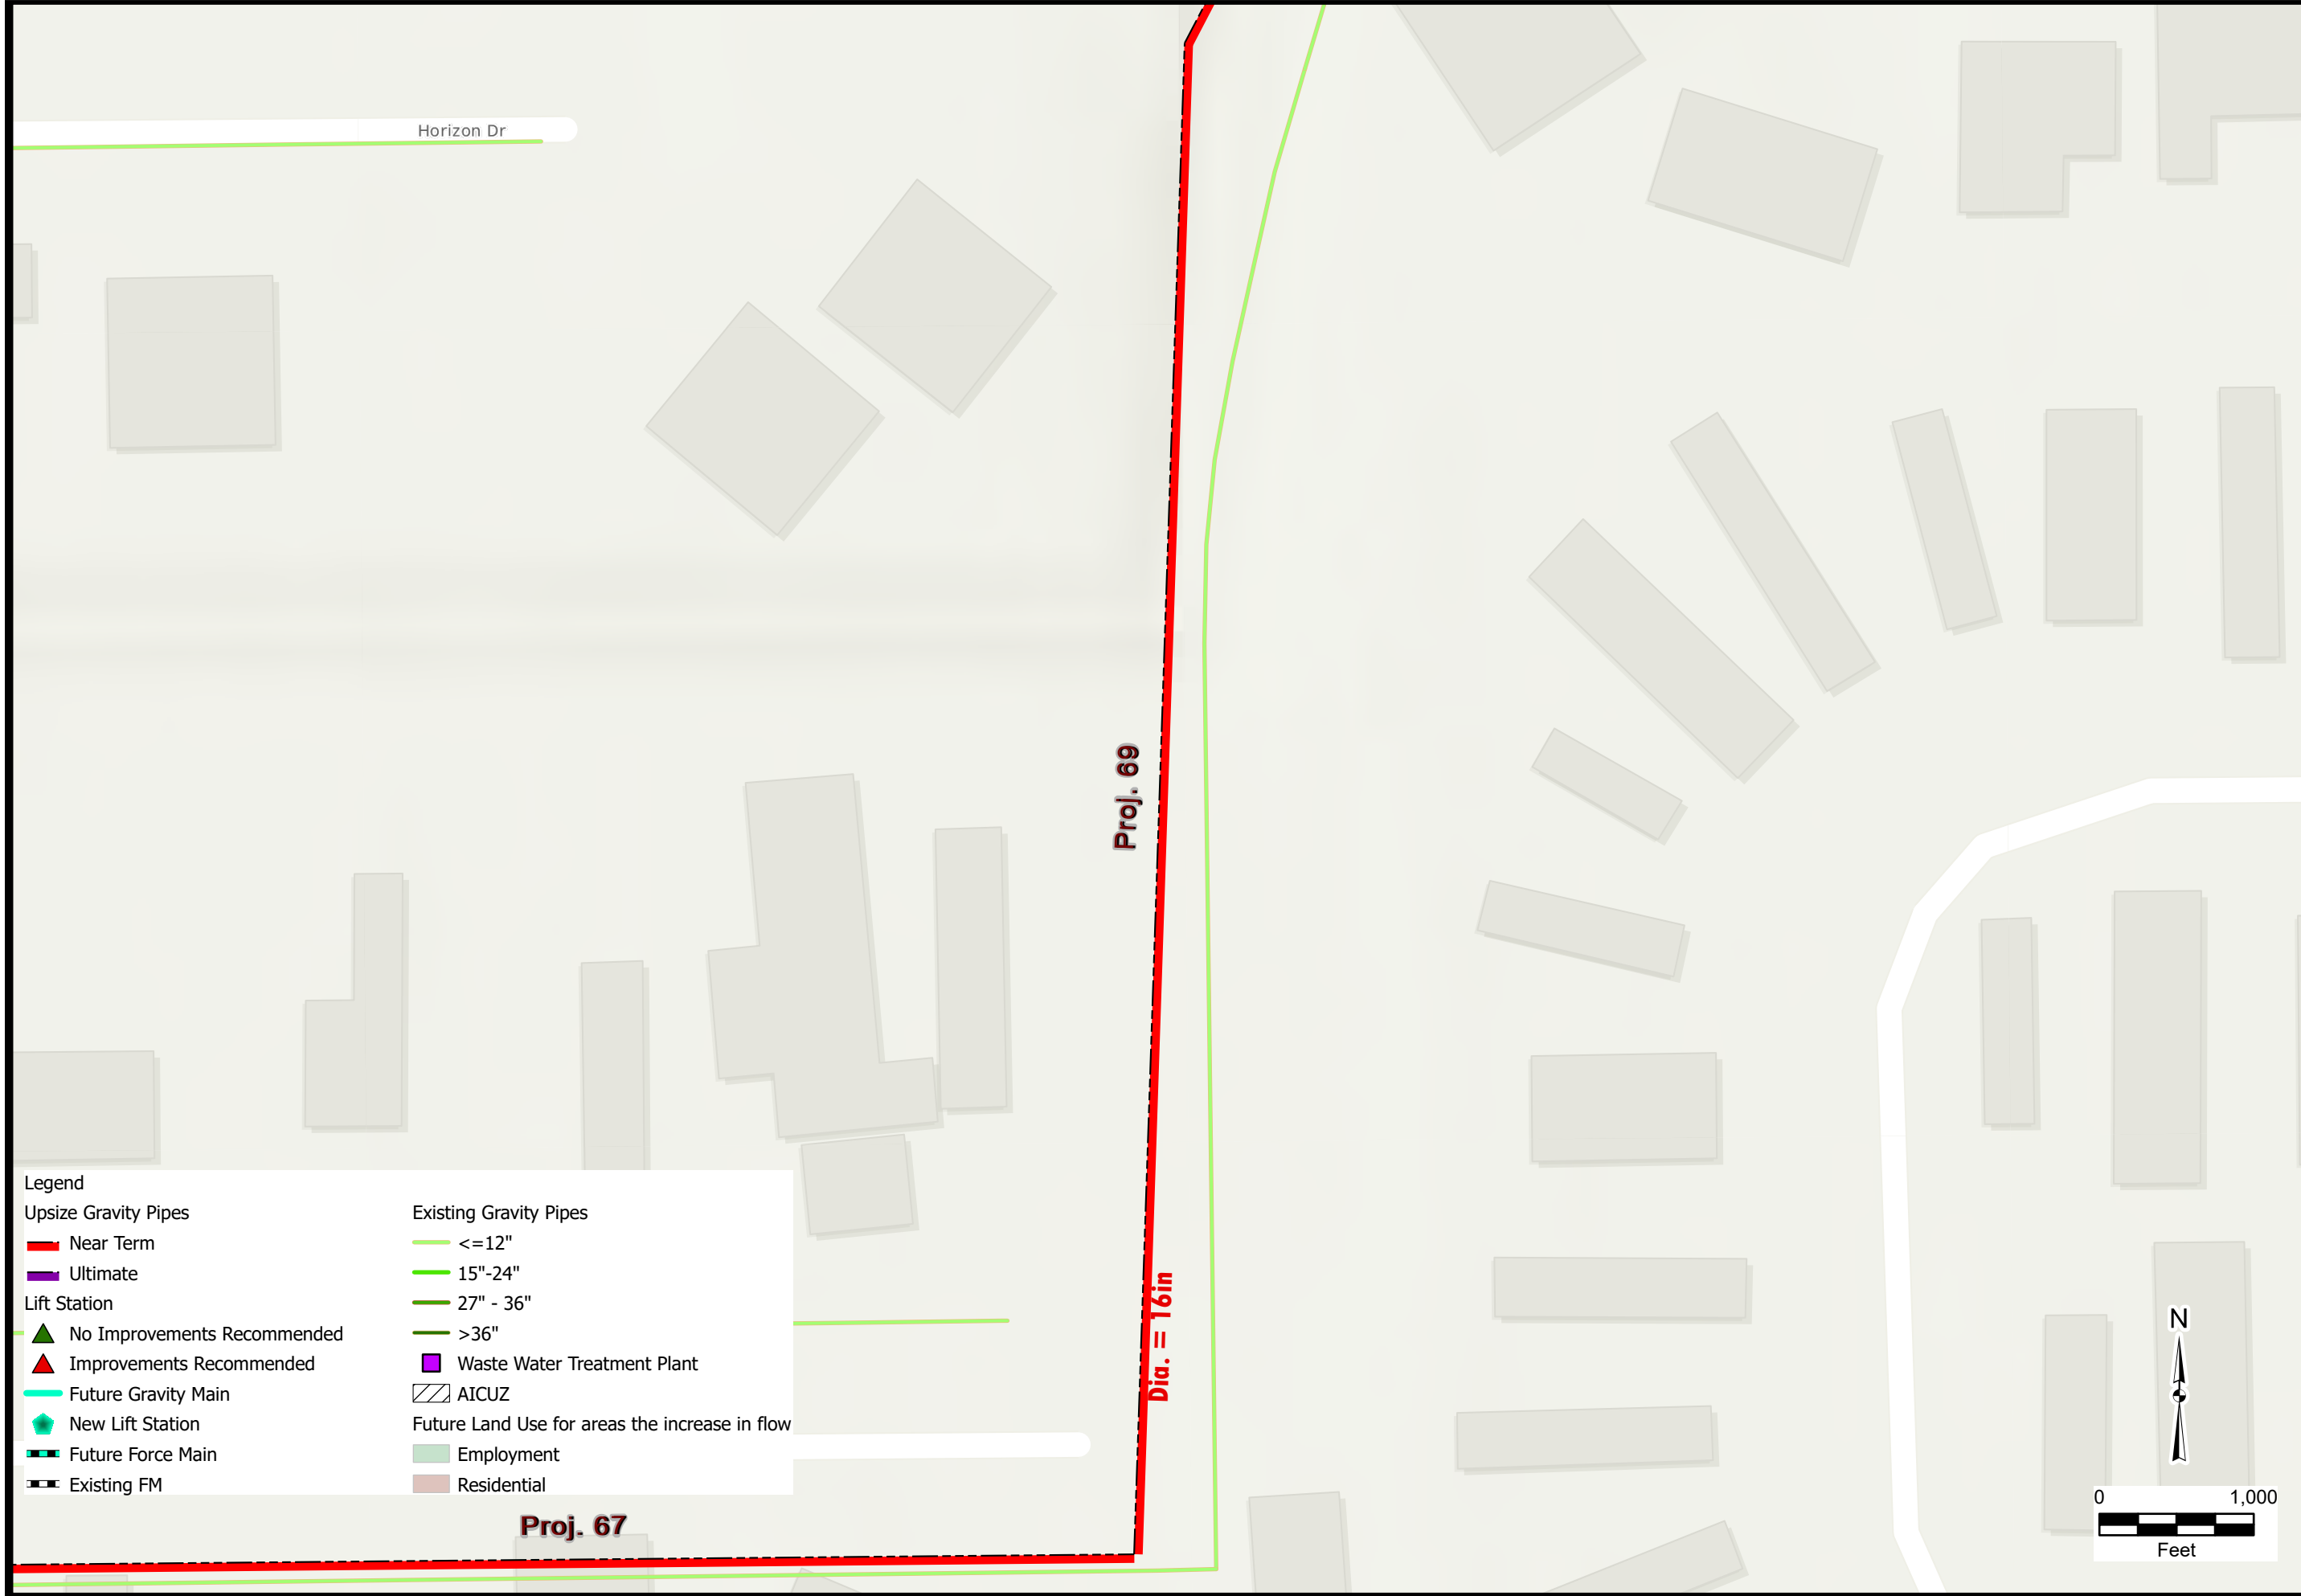 Horizon Dr
Proj. 69
Dia. = 16in
Legend
Upsize Gravity Pipes
Near Term
Ultimate
Lift Station
No Improvements Recommended
Improvements Recommended
Future Gravity Main
New Lift Station
Future Force Main
Existing FM
Existing Gravity Pipes
<=12"
15"-24"
27" - 36"
>36"
Waste Water Treatment Plant
AICUZ
Future Land Use for areas the increase in flow
Employment
Residential
Proj. 67
N
0 1,000
Feet